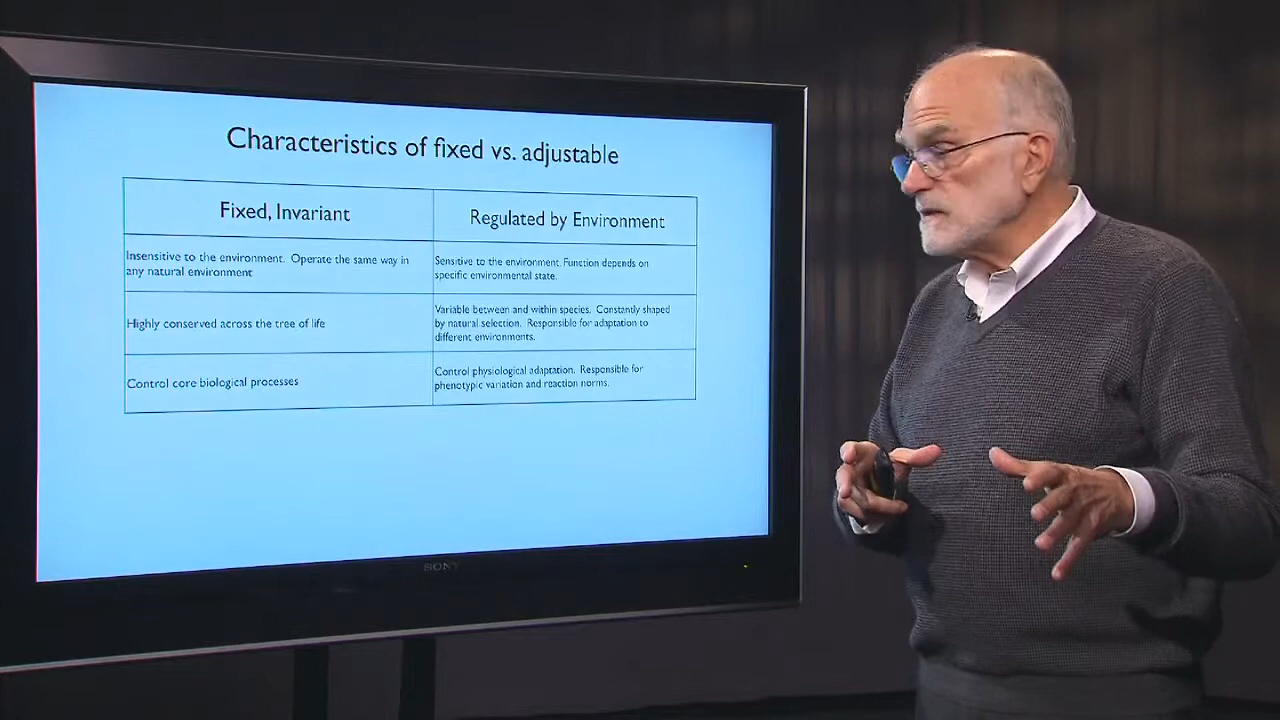 Characteristics of fixed vs. adjustable
Fixed, Invariant
Regulated by Environment
Insensitive to the environment. Operate the same way in
any natural environment
Sensitive to the environment. Function depends on
specific environmental state.
Highly conserved across the tree of life
Variable between and within species. Constantly shaped
by natural selection. Responsible for adaptation to
different environments.
Control core biological processes
Control physiological adaptation. Responsible for
phenotypic variation and reaction norms.
SONY